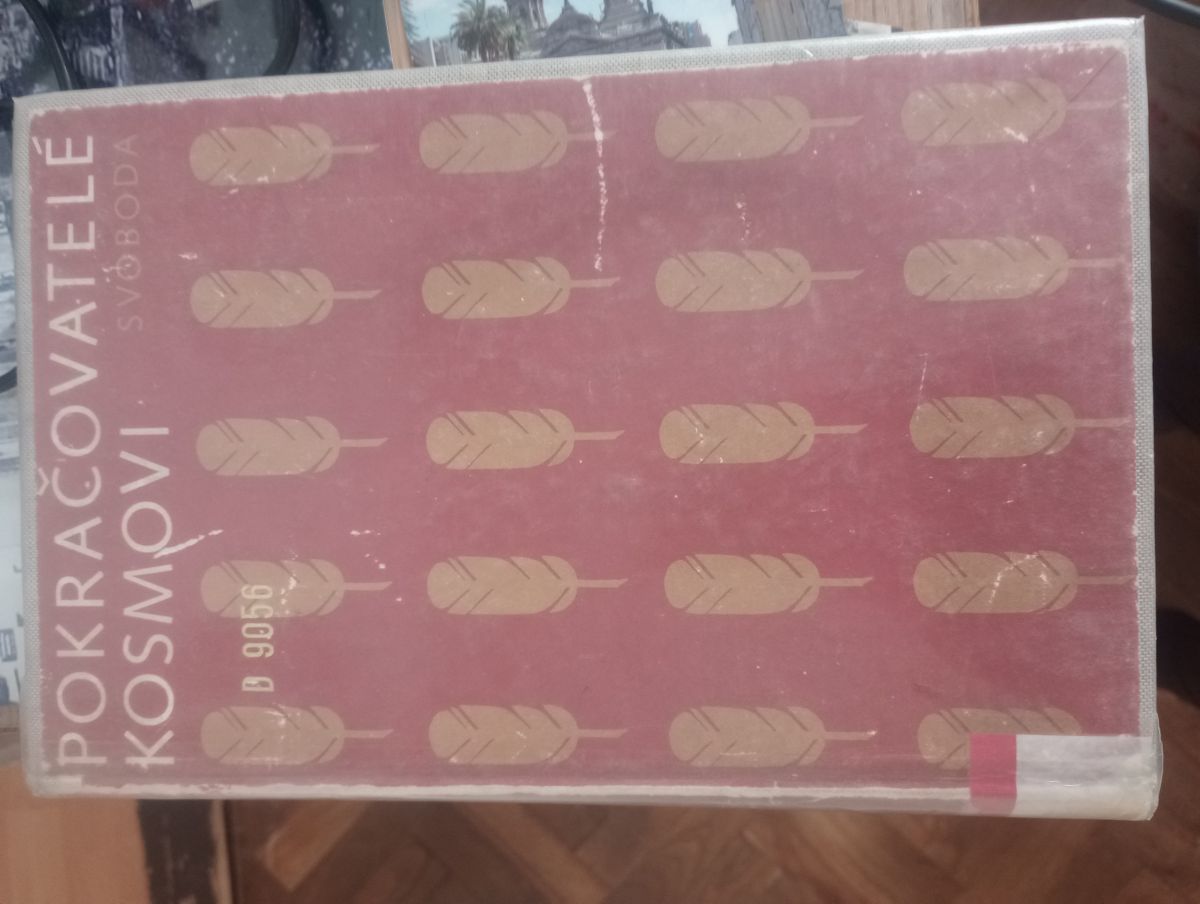 POKRAČOVATELÉ
KOSMOVI
SVOBODA
D 9056